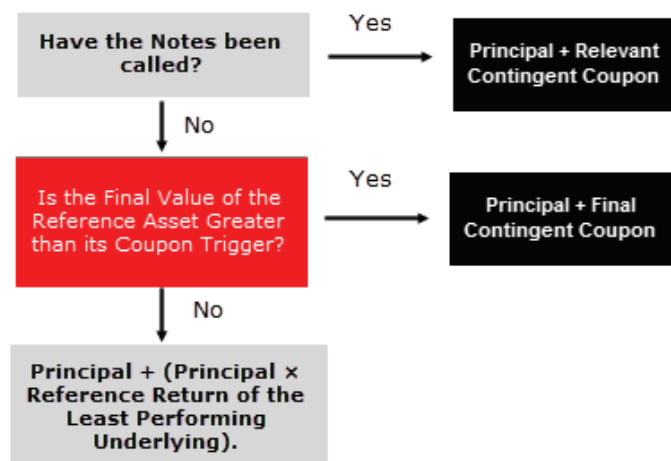 Have the Notes been
called?
Yes
Principal + Relevant
Contingent Coupon
No
Is the Final Value of the
Reference Asset Greater
than its Coupon Trigger?
Yes
Principal + Final
Contingent Coupon
No
Principal + (Principal ×
Reference Return of the
Least Performing
Underlying).